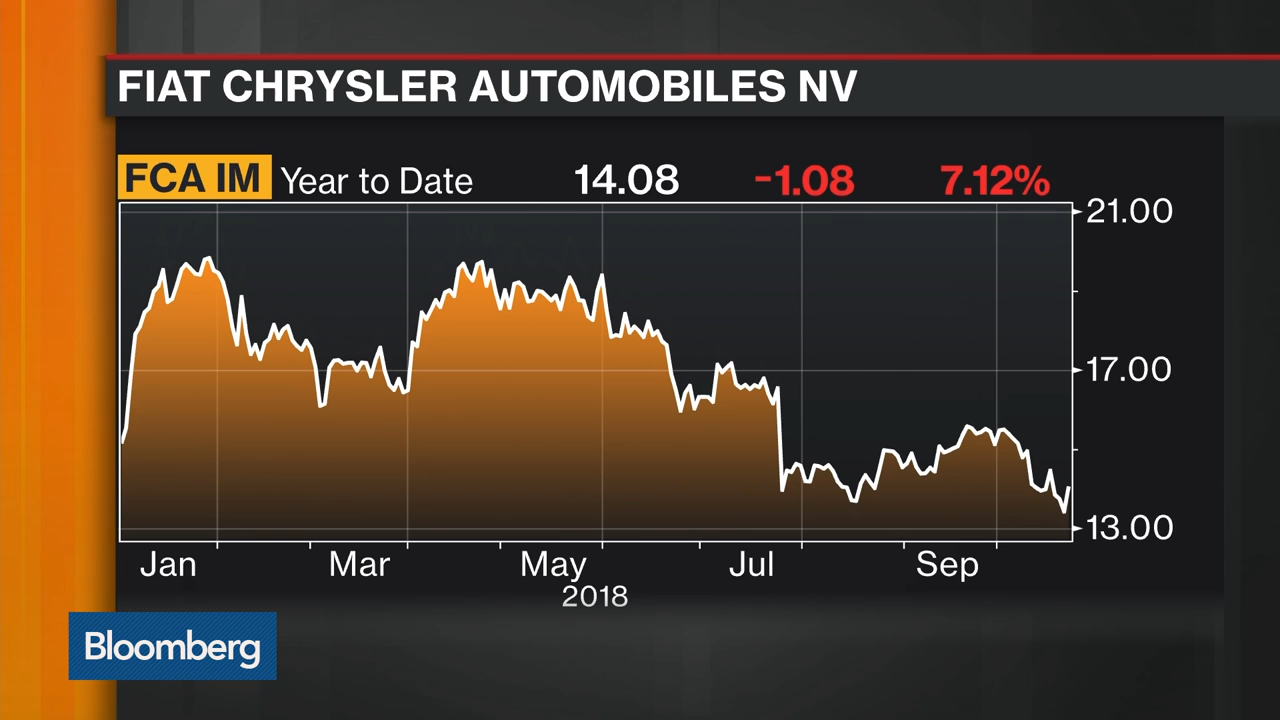 FIAT CHRYSLER AUTOMOBILES NV
FCA IM Year to Date 14.08 -1.08 7.12%
21.00
17.00
13.00
Jan Mar May Jul Sep
2018
Bloomberg